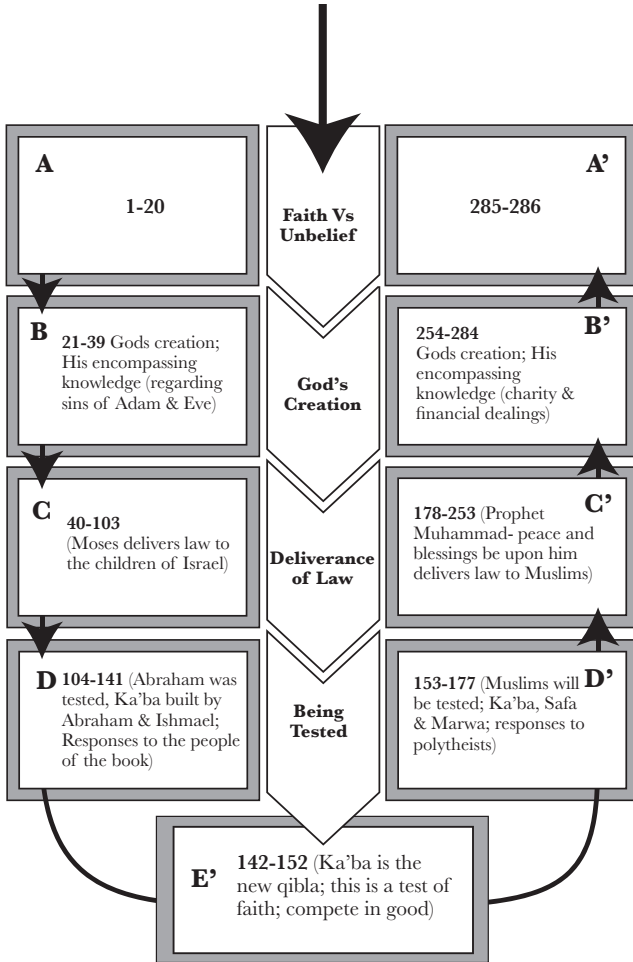 A
1-20
Faith Vs
Unbelief
A’
285-286
B
21-39 Gods creation;
His encompassing
knowledge (regarding
sins of Adam & Eve)
God’s
Creation
B’
254-284
Gods creation; His
encompassing
knowledge (charity &
financial dealings)
C
40-103
(Moses delivers law to
the children of Israel)
Deliverance
of Law
C’
178-253 (Prophet
Muhammad- peace and
blessings be upon him
delivers law to Muslims)
D
104-141 (Abraham was
tested, Ka’ba built by
Abraham & Ishmael;
Responses to the people
of the book)
Being
Tested
D’
153-177 (Muslims will
be tested; Ka’ba, Safa
& Marwa; responses to
polytheists)
E’
142-152 (Ka’ba is the
new qibla; this is a test of
faith; compete in good)